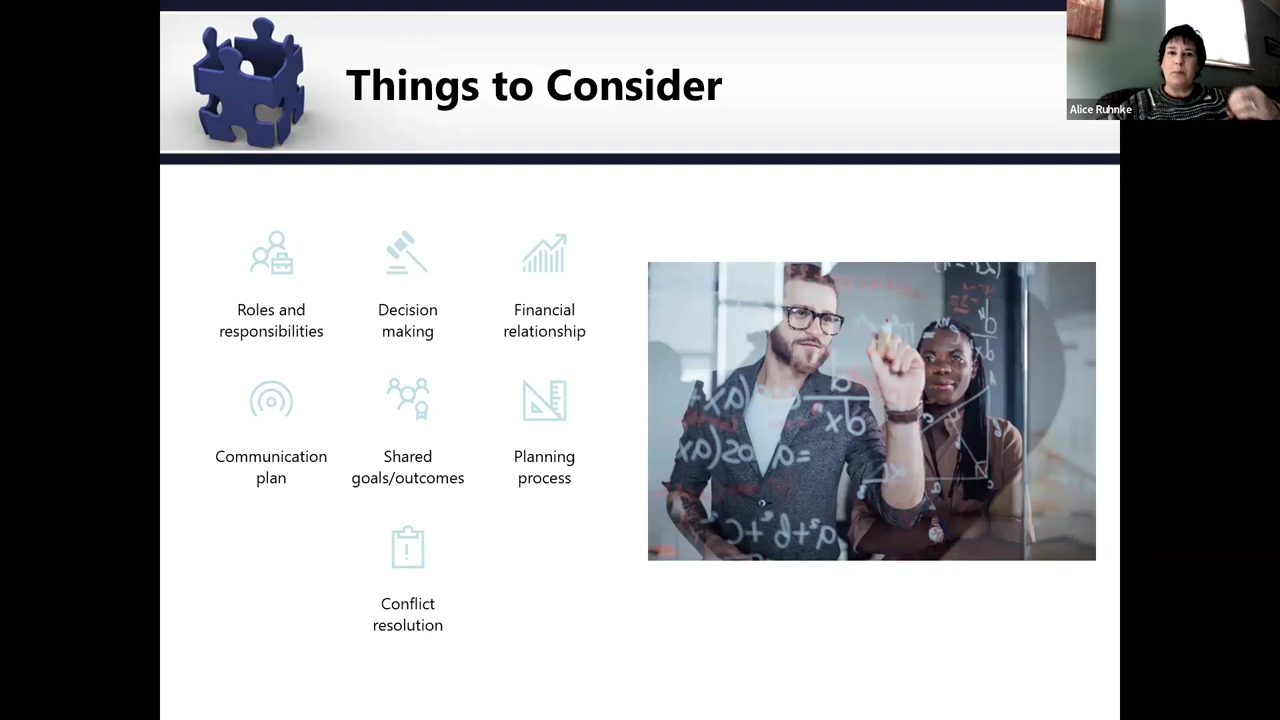 Things to Consider
Alice Ruhnke
Roles and
responsibilities
Decision
making
Financial
relationship
Communication
plan
Shared
goals/outcomes
Planning
process
Conflict
resolution